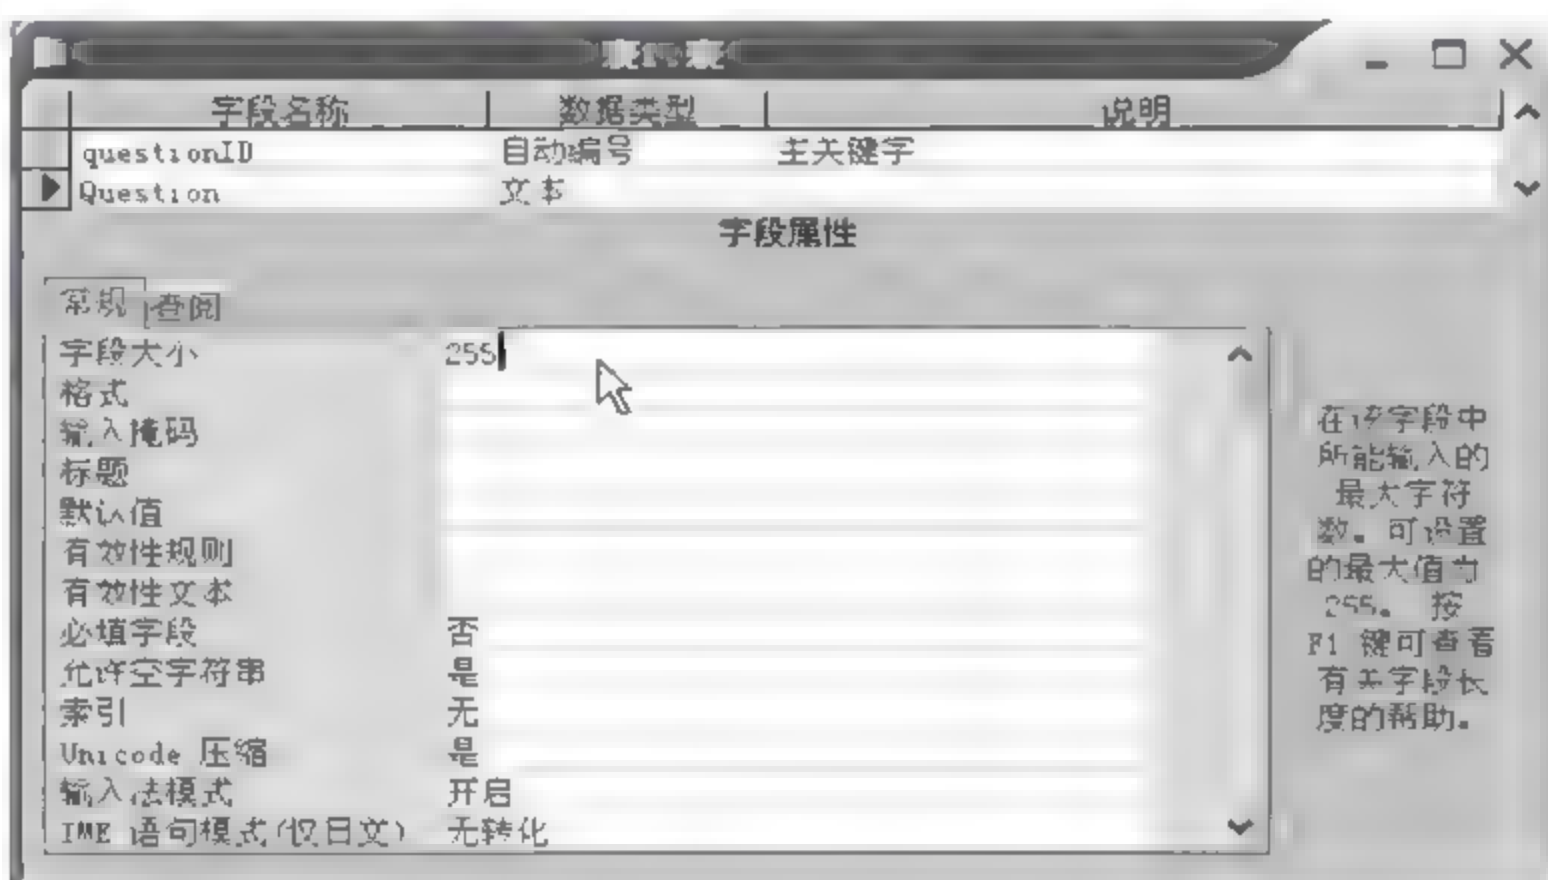 字段名称 数据类型 说明
questionID 自动编号 主关键字
Question 文本
字段属性
常规 查阅
字段大小 255
格式
输入掩码
标题
默认值
有效性规则
有效性文本
必填字段 否
允许空字符串 是
索引 无
Unicode 压缩 是
输入法模式 开启
IME 语句模式(仅日文) 无转化
在该字段中
所能输入的
最大字符
数。可设置
的最大值为
255。 按
F1 键可查看
有关字段长
度的帮助。